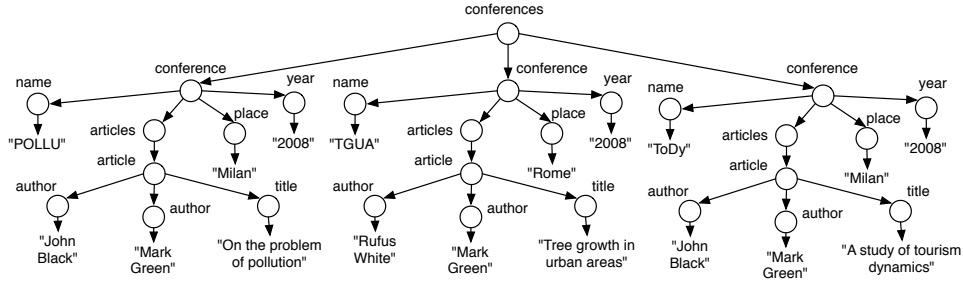 conferences
conference
name
year
place
articles
"POLLU"
"2008"
article
"Milan"
author
author
title
"John
Black"
"Mark
Green"
"On the problem
of pollution"
conference
name
year
place
articles
"TGUA"
"2008"
article
"Rome"
author
author
title
"Rufus
White"
"Mark
Green"
"Tree growth in
urban areas"
conference
name
year
place
articles
"ToDy"
"2008"
article
"Milan"
author
author
title
"John
Black"
"Mark
Green"
"A study of tourism
dynamics"